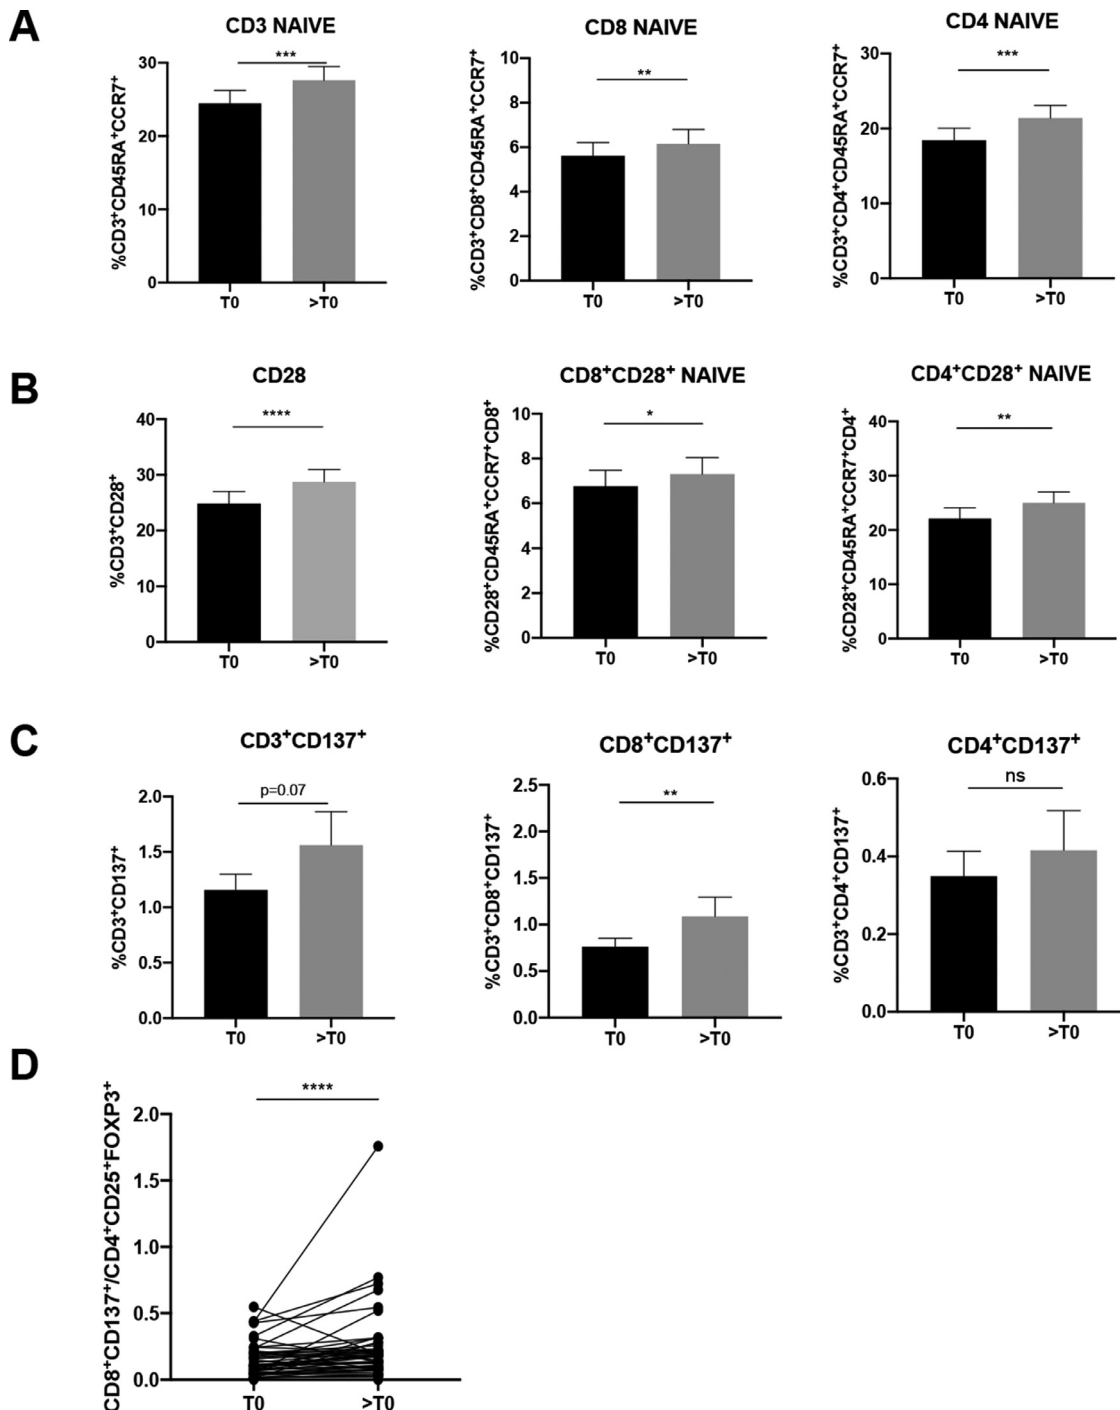 A
CD3 NAIVE
***
%CD3⁺CD45RA⁺CCR7⁺
30
20
10
0
T0
>T0
CD8 NAIVE
**
%CD3⁺CD8⁺CD45RA⁺CCR7⁺
10
8
6
4
2
0
T0
>T0
CD4 NAIVE
***
%CD3⁺CD4⁺CD45RA⁺CCR7⁺
30
20
10
0
T0
>T0
B
CD28
****
%CD3⁺CD28⁺
40
30
20
10
0
T0
>T0
CD8⁺CD28⁺ NAIVE
*
%CD28⁺CD45RA⁺CCR7⁺CD8⁺
10
8
6
4
2
0
T0
>T0
CD4⁺CD28⁺ NAIVE
**
%CD28⁺CD45RA⁺CCR7⁺CD4⁺
40
30
20
10
0
T0
>T0
C
CD3⁺CD137⁺
p=0.07
%CD3⁺CD137⁺
2.0
1.5
1.0
0.5
0.0
T0
>T0
CD8⁺CD137⁺
**
%CD3⁺CD8⁺CD137⁺
2.5
2.0
1.5
1.0
0.5
0.0
T0
>T0
CD4⁺CD137⁺
ns
%CD3⁺CD4⁺CD137⁺
0.6
0.4
0.2
0.0
T0
>T0
D
****
CD8⁺CD137⁺/CD4⁺CD25⁺FOXP3⁺
2.0
1.5
1.0
0.5
0.0
T0
>T0